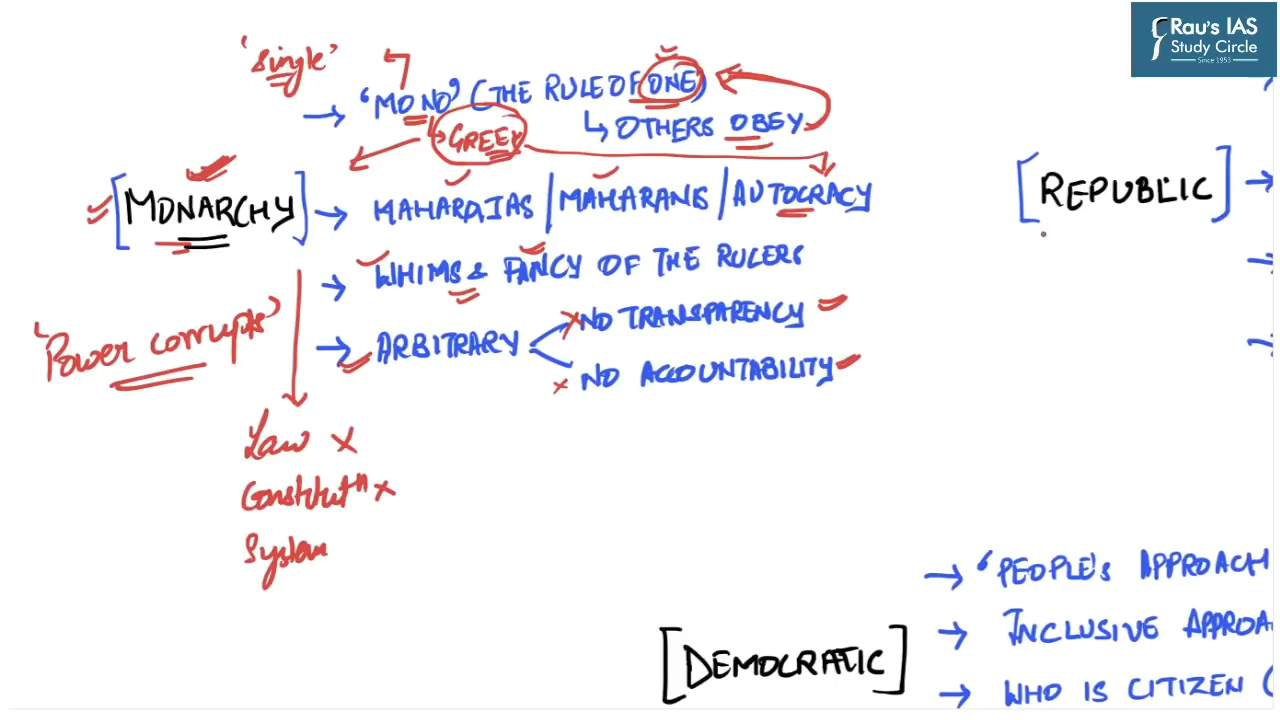 Rau's IAS
Study Circle
Since 1953
'single'
→ 'MONO' (THE RULE OF ONE)
↳ GREEK
↳ OTHERS OBEY
[MONARCHY]
→ MAHARAJAS / MAHARANIS / AUTOCRACY
→ WHIMS & FANCY OF THE RULERS
→ ARBITRARY
× NO TRANSPARENCY
× NO ACCOUNTABILITY
'Power corrupts'
Law ×
Constitutⁿ ×
System
[REPUBLIC] →
[DEMOCRATIC]
→ 'PEOPLE'S APPROACH
→ INCLUSIVE APPROA
→ WHO IS CITIZEN (